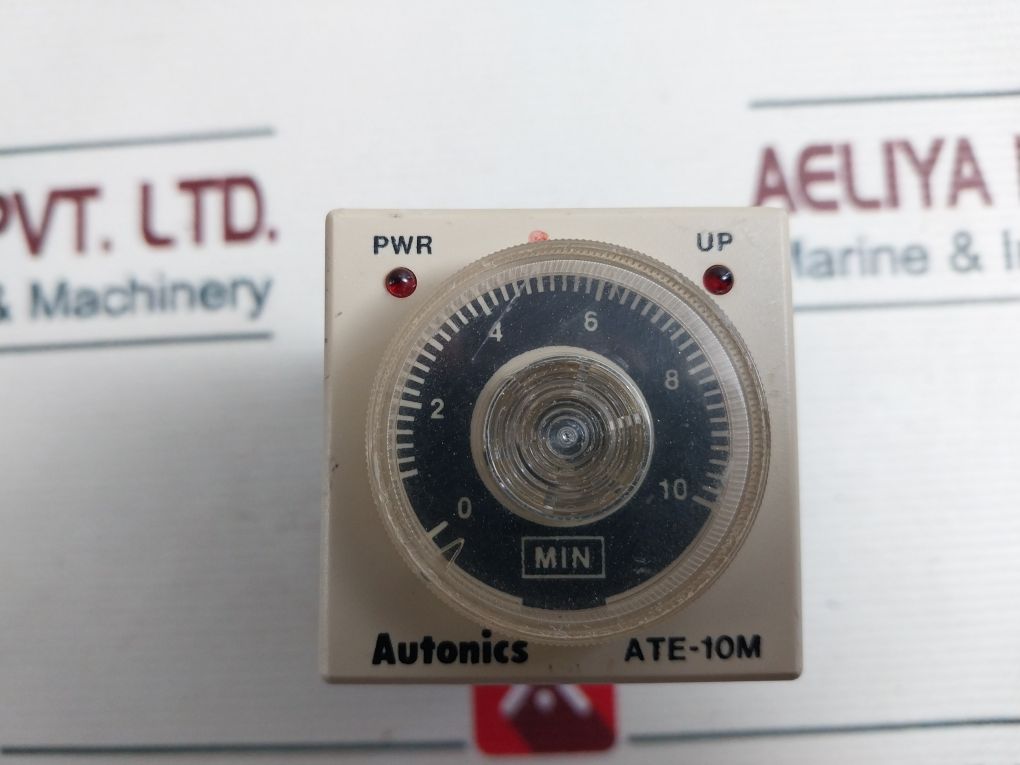 PVT. LTD.
& Machinery
AELIYA
Marine &
PWR
UP
0
2
4
6
8
10
MIN
Autonics
ATE-10M